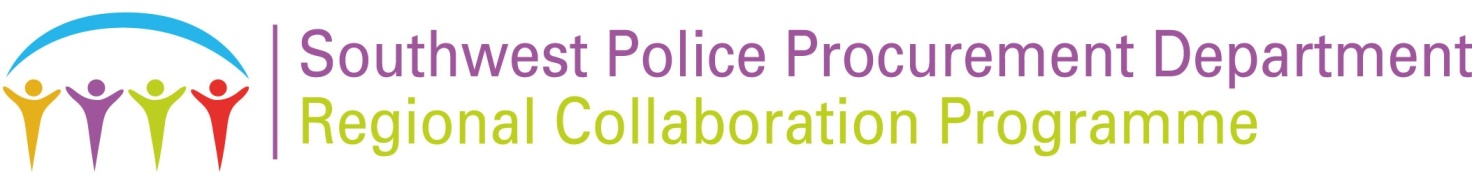 Southwest Police Procurement Department
Regional Collaboration Programme